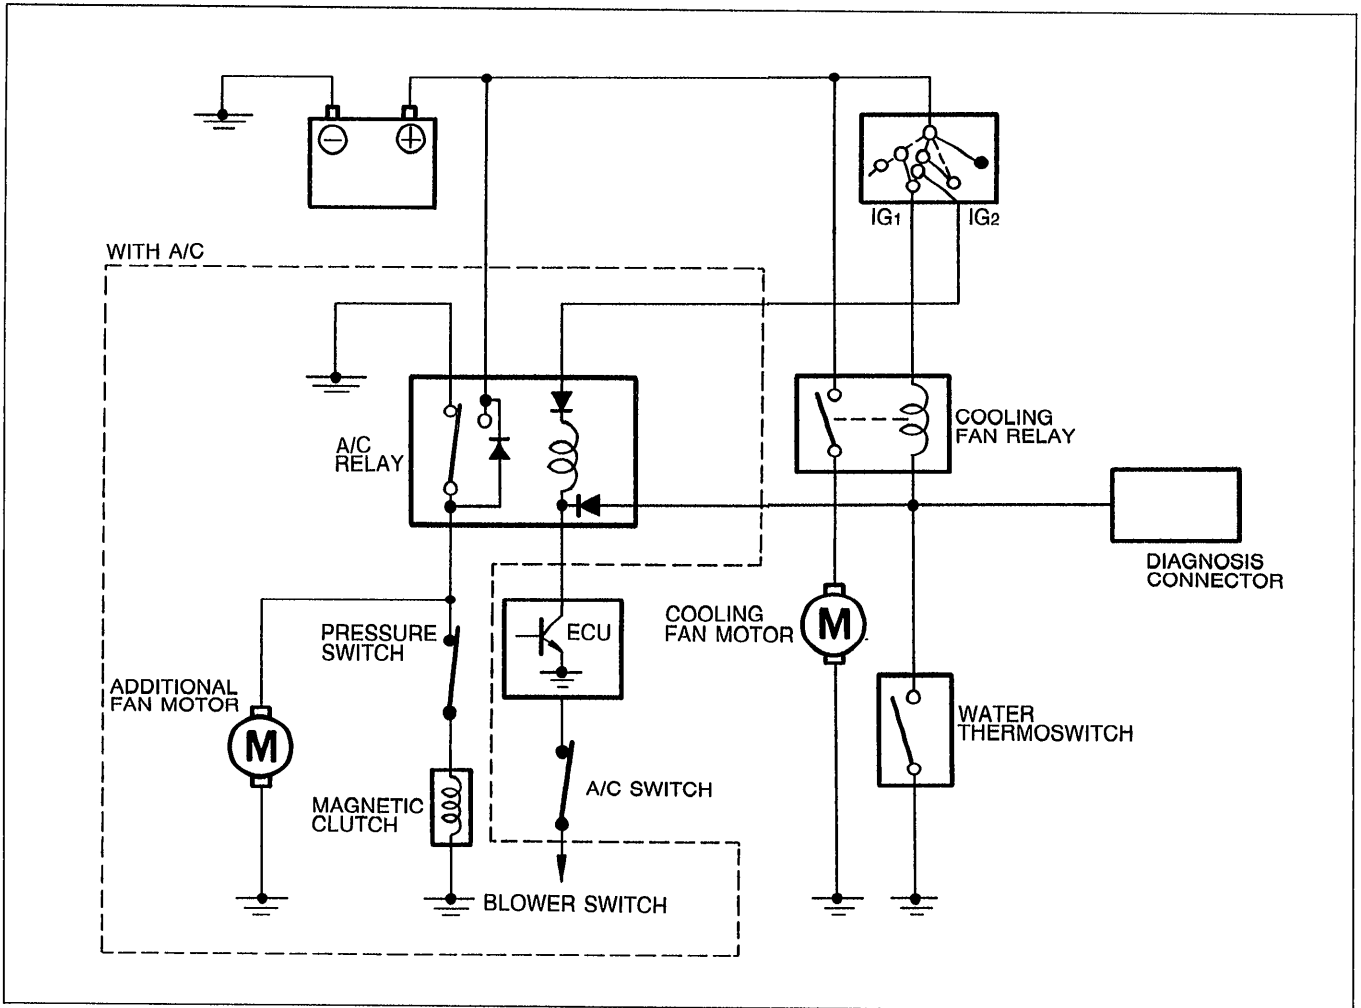 IG1
IG2
WITH A/C
A/C
RELAY
COOLING
FAN RELAY
DIAGNOSIS
CONNECTOR
COOLING
FAN MOTOR
M
PRESSURE
SWITCH
ECU
ADDITIONAL
FAN MOTOR
M
WATER
THERMOSWITCH
A/C SWITCH
MAGNETIC
CLUTCH
BLOWER SWITCH